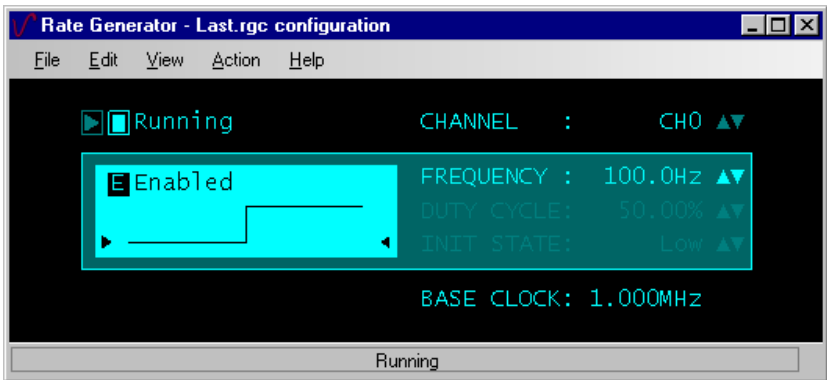 Rate Generator - Last.rgc configuration
File Edit View Action Help
Running CHANNEL : CH0
E Enabled FREQUENCY : 100.0Hz
DUTY CYCLE: 50.00%
INIT STATE: Low
BASE CLOCK: 1.000MHz
Running